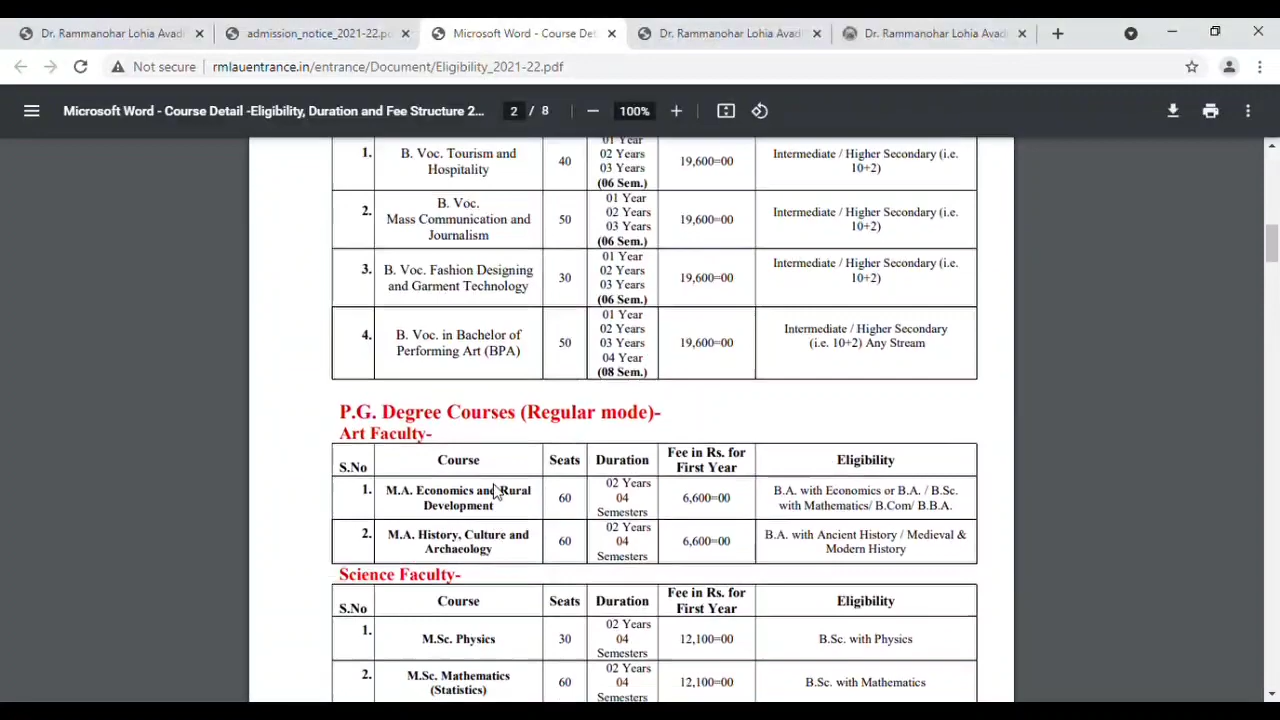 Dr. Rammanohar Lohia Avad
admission_notice_2021-22.p
Microsoft Word - Course Det
Dr. Rammanohar Lohia Avad
Dr. Rammanohar Lohia Avad
Not secure
rmlauentrance.in/entrance/Document/Eligibility_2021-22.pdf
Microsoft Word - Course Detail -Eligibility, Duration and Fee Structure 2...
2 / 8
100%
1.
B. Voc. Tourism and
Hospitality
40
01 Year
02 Years
03 Years
(06 Sem.)
19,600=00
Intermediate / Higher Secondary (i.e.
10+2)
2.
B. Voc.
Mass Communication and
Journalism
50
01 Year
02 Years
03 Years
(06 Sem.)
19,600=00
Intermediate / Higher Secondary (i.e.
10+2)
3.
B. Voc. Fashion Designing
and Garment Technology
30
01 Year
02 Years
03 Years
(06 Sem.)
19,600=00
Intermediate / Higher Secondary (i.e.
10+2)
4.
B. Voc. in Bachelor of
Performing Art (BPA)
50
01 Year
02 Years
03 Years
04 Year
(08 Sem.)
19,600=00
Intermediate / Higher Secondary
(i.e. 10+2) Any Stream
P.G. Degree Courses (Regular mode)-
Art Faculty-
S.No
Course
Seats
Duration
Fee in Rs. for
First Year
Eligibility
1.
M.A. Economics and Rural
Development
60
02 Years
04
Semesters
6,600=00
B.A. with Economics or B.A. / B.Sc.
with Mathematics/ B.Com/ B.B.A.
2.
M.A. History, Culture and
Archaeology
60
02 Years
04
Semesters
6,600=00
B.A. with Ancient History / Medieval &
Modern History
Science Faculty-
S.No
Course
Seats
Duration
Fee in Rs. for
First Year
Eligibility
1.
M.Sc. Physics
30
02 Years
04
Semesters
12,100=00
B.Sc. with Physics
2.
M.Sc. Mathematics
(Statistics)
60
02 Years
04
Semesters
12,100=00
B.Sc. with Mathematics